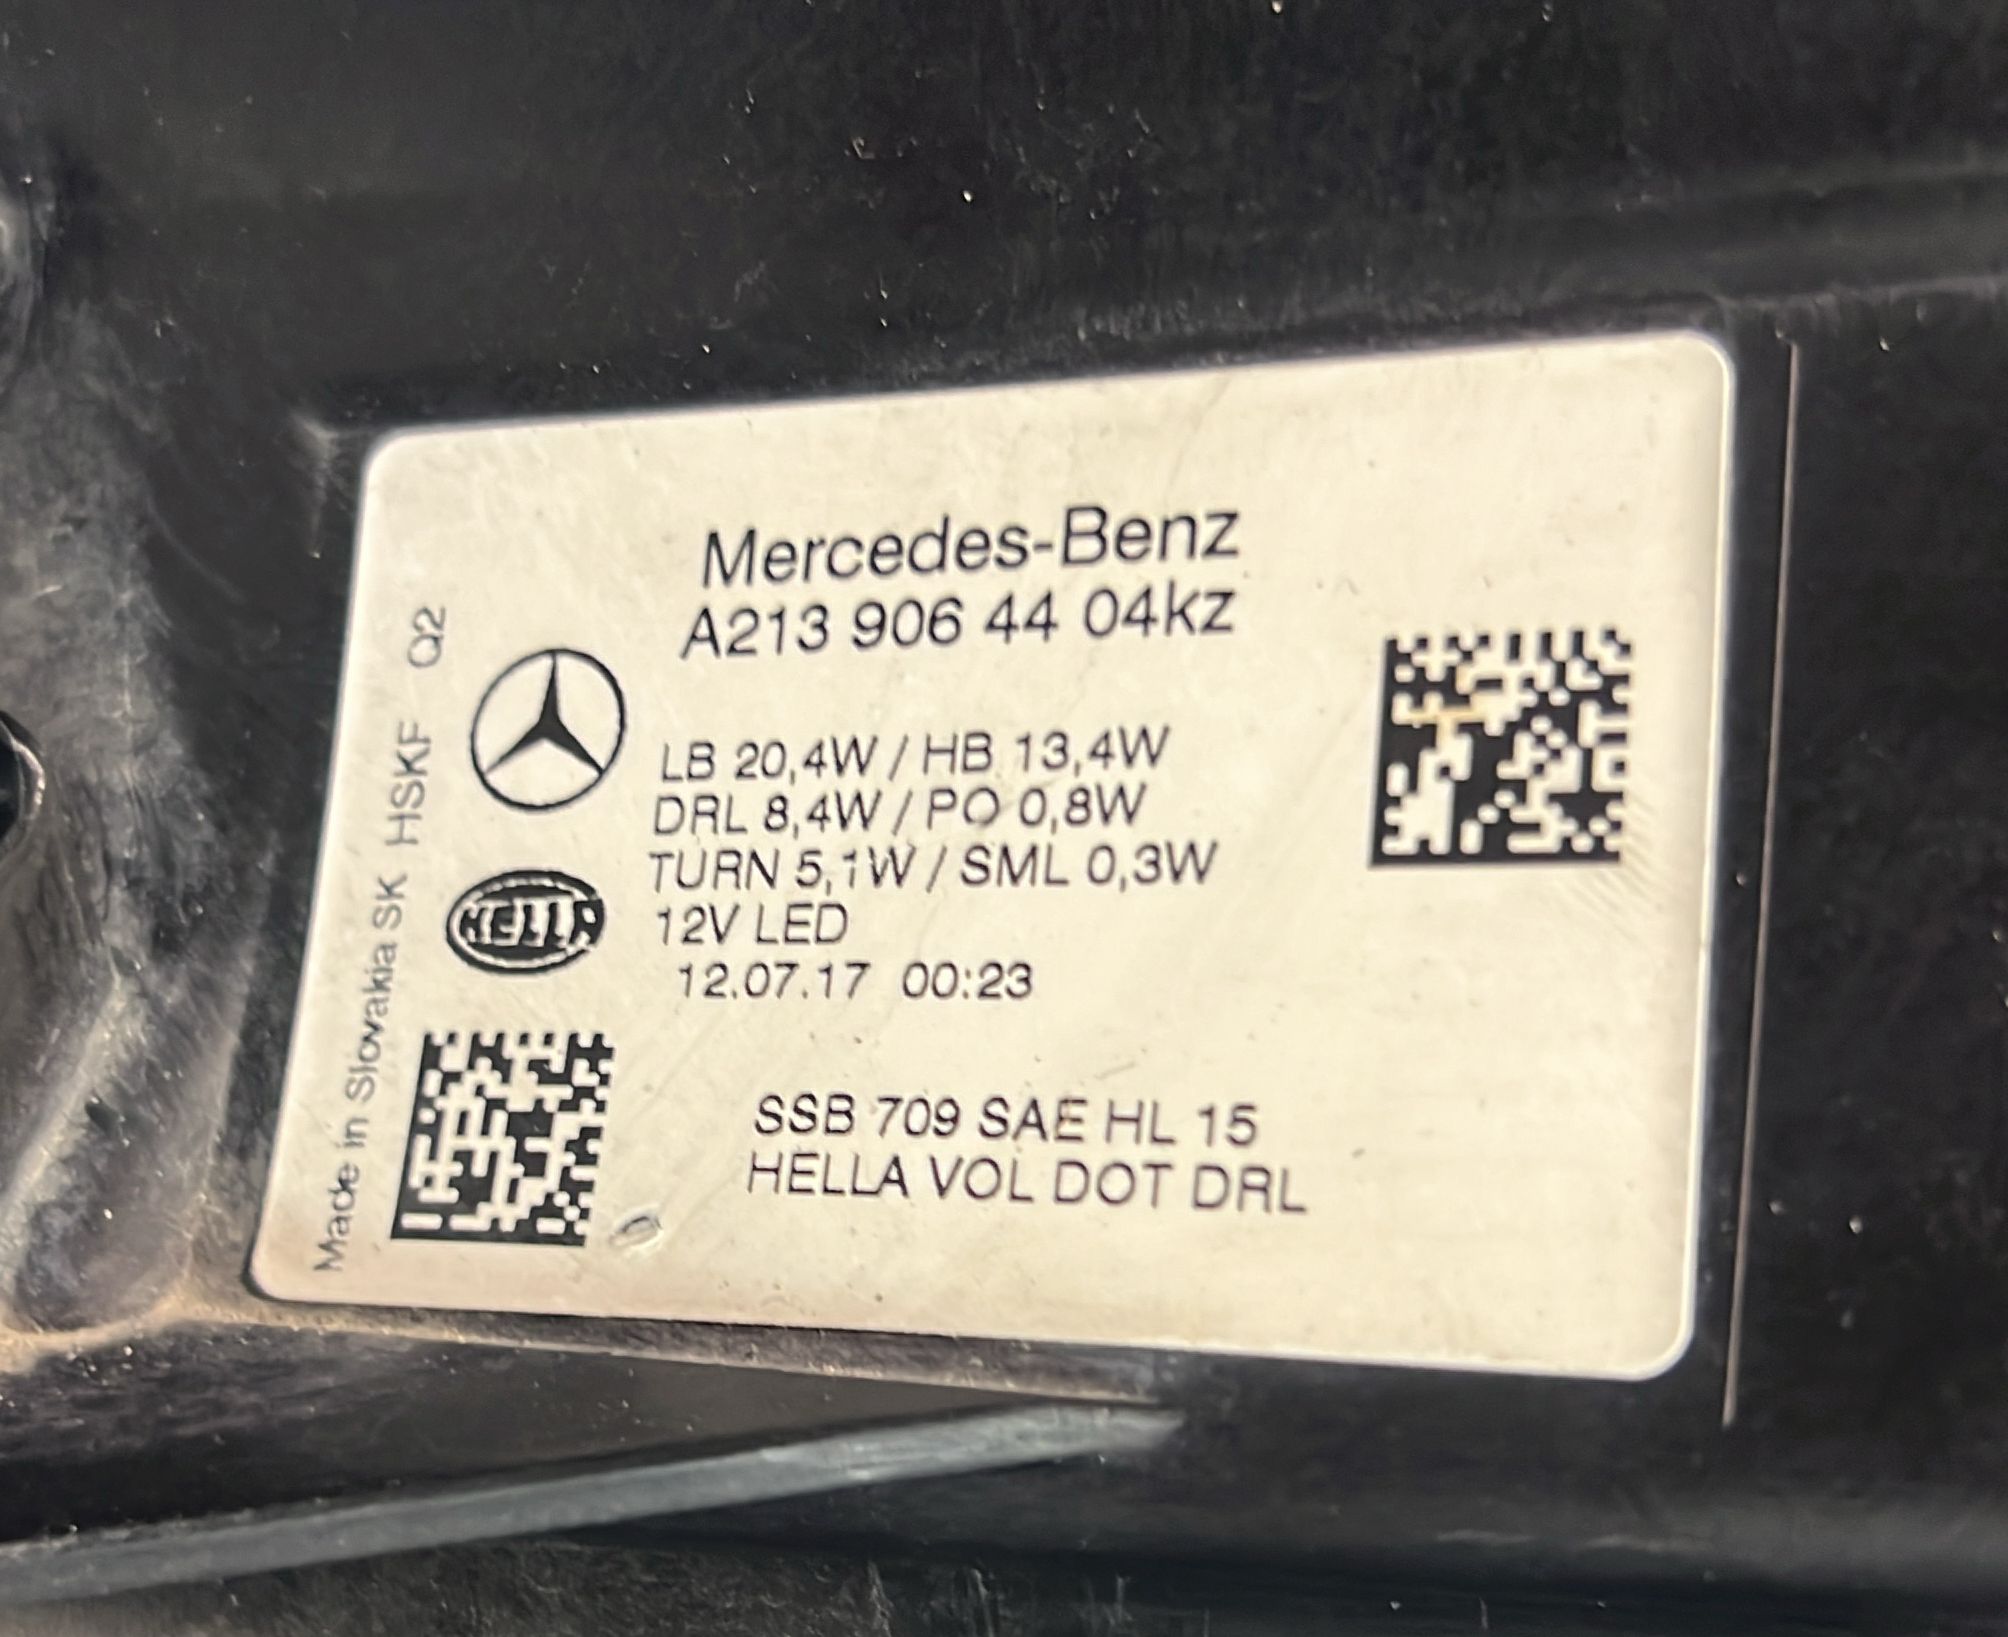 Mercedes-Benz
A213 906 44 04kz
LB 20,4W / HB 13,4W
DRL 8,4W / PO 0,8W
TURN 5,1W / SML 0,3W
12V LED
12.07.17 00:23
SSB 709 SAE HL 15
HELLA VOL DOT DRL
HELLA
Made in Slovakia SK HSKF Q2